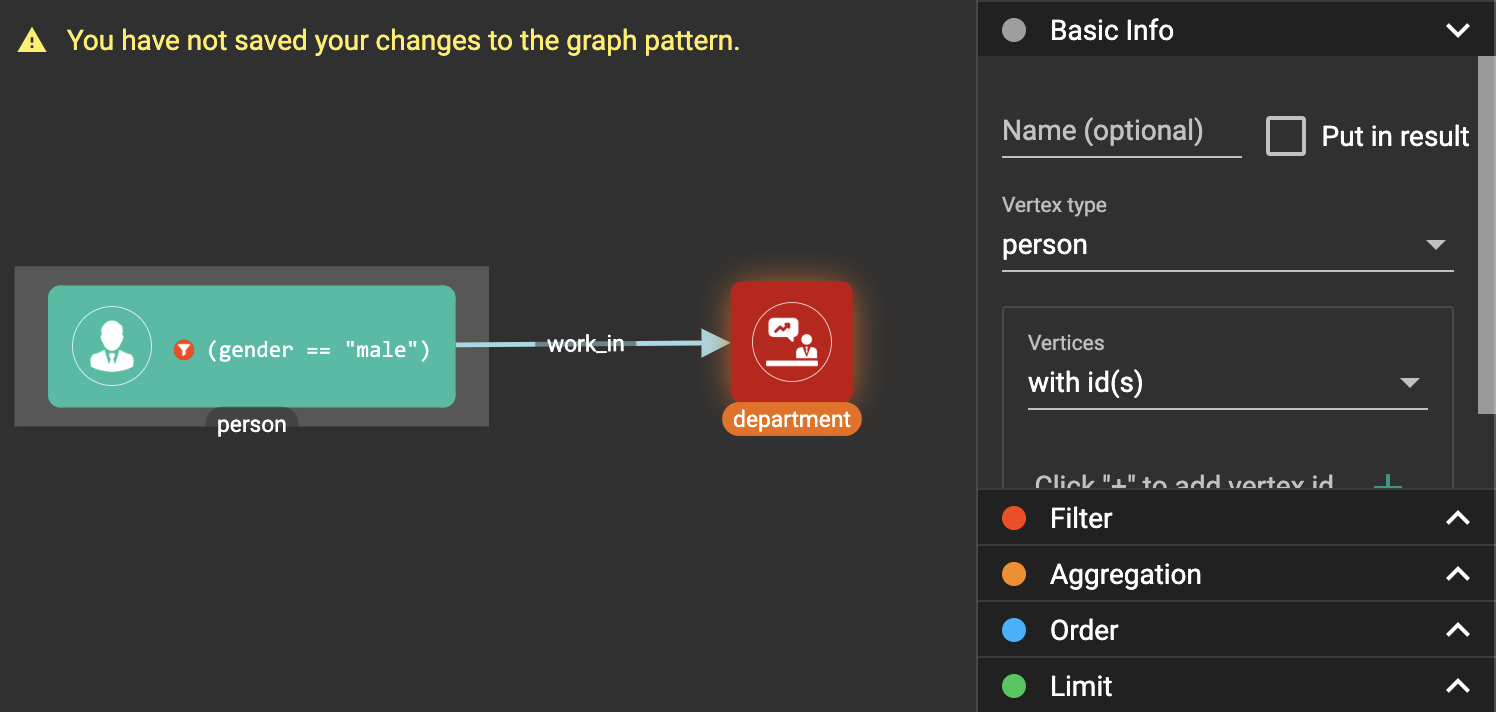 You have not saved your changes to the graph pattern.
(gender == "male")
person
work_in
department
Basic Info
Name (optional)
Put in result
Vertex type
person
Vertices
with id(s)
Click "+" to add vertex id
Filter
Aggregation
Order
Limit